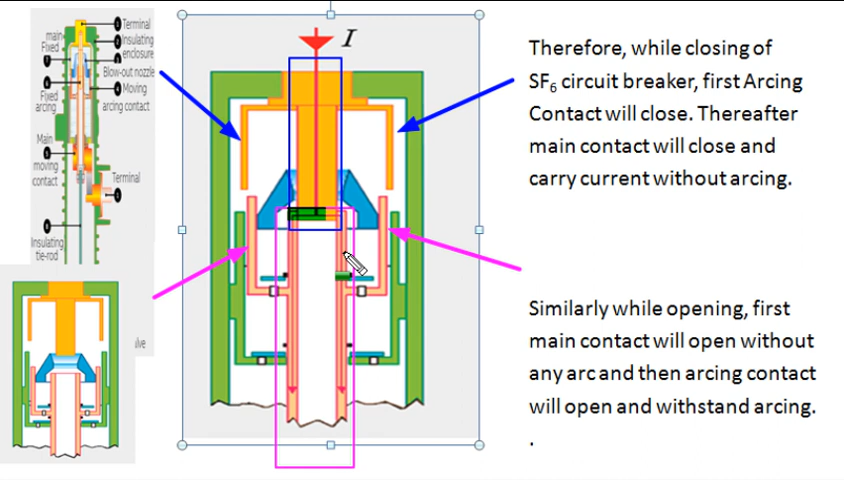 Terminal
main
Fixed
Insulating
enclosure
Blow-out nozzle
Fixed
arcing
Moving
arcing contact
Main
moving
contact
Terminal
Insulating
tie-rod
I
Therefore, while closing of
SF₆ circuit breaker, first Arcing
Contact will close. Thereafter
main contact will close and
carry current without arcing.
Similarly while opening, first
main contact will open without
any arc and then arcing contact
will open and withstand arcing.
.